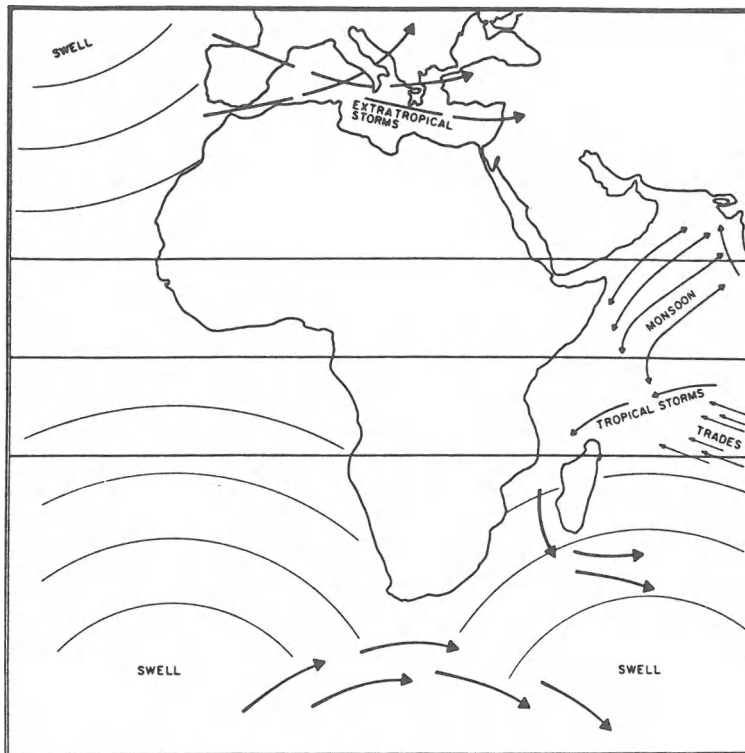 SWELL
EXTRATROPICAL
STORMS
MONSOON
TROPICAL STORMS
TRADES
SWELL
SWELL